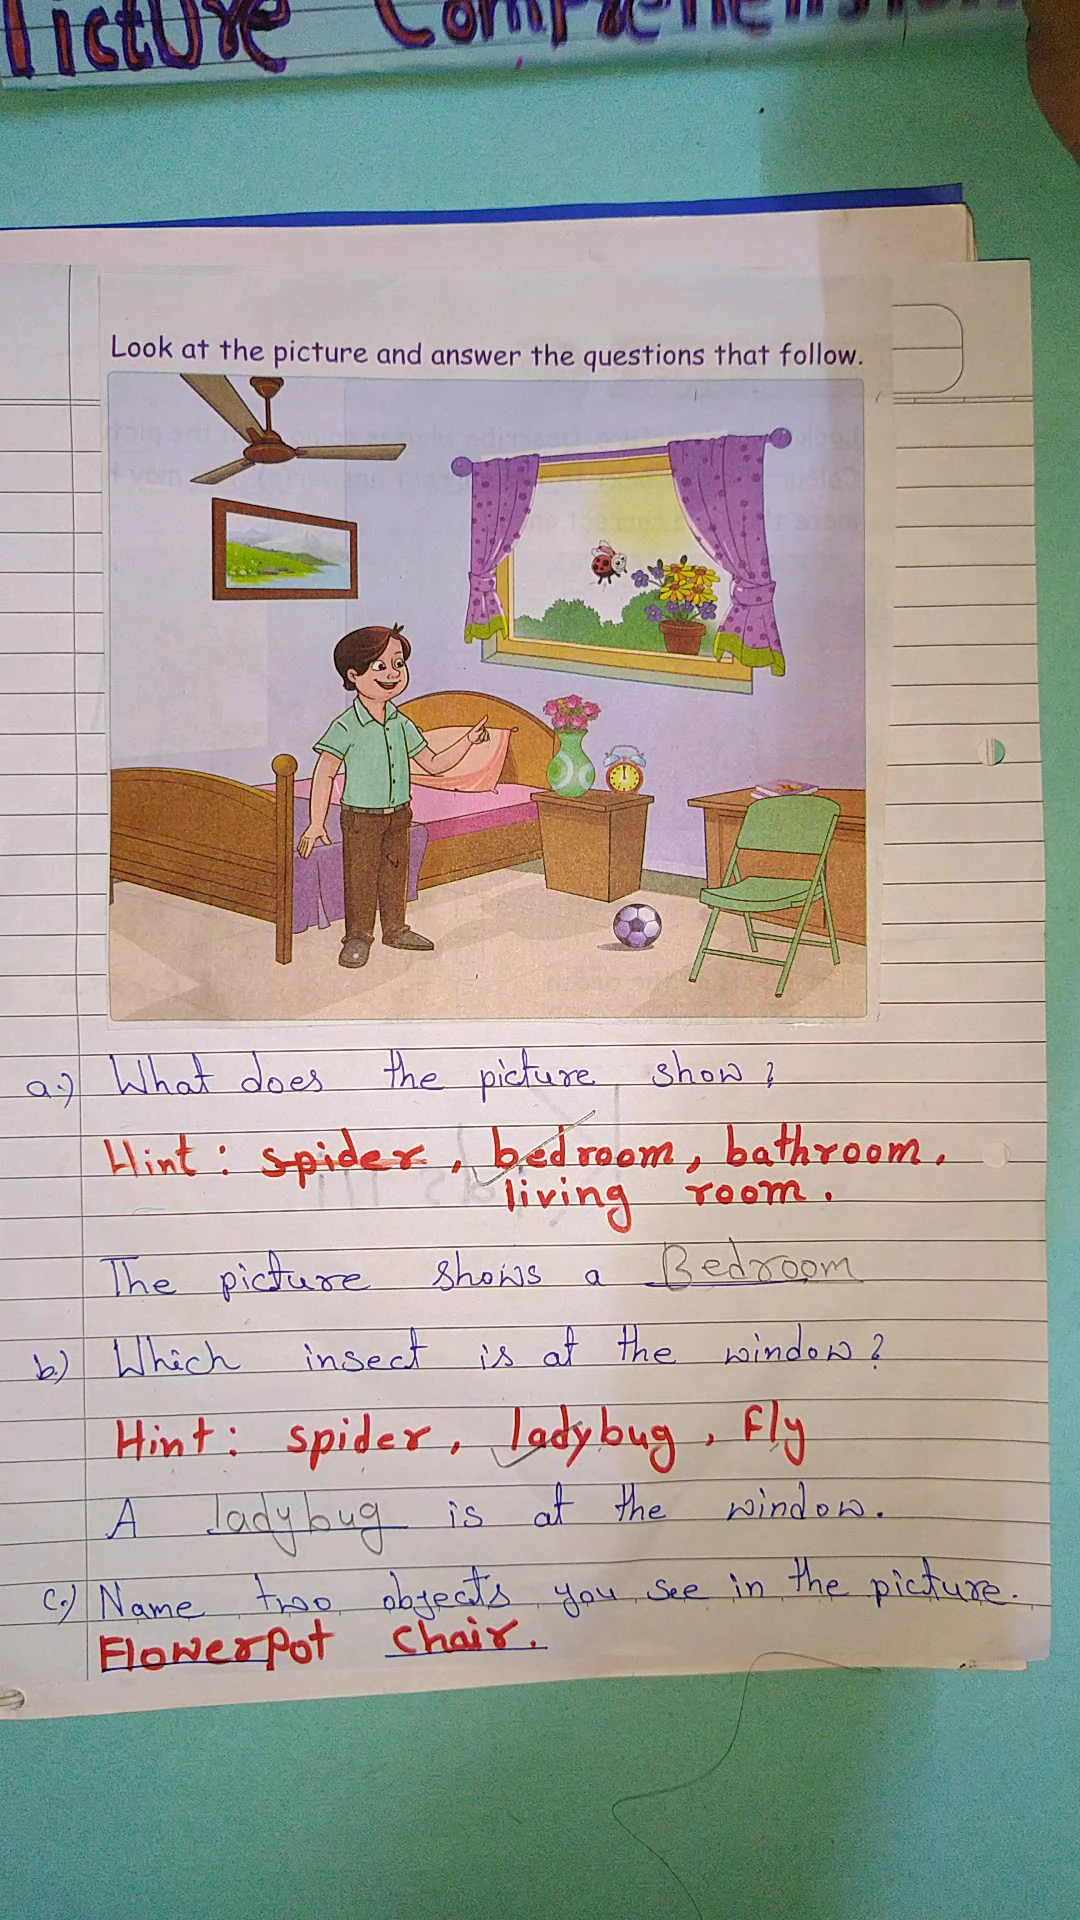 Picture Comprehension
Look at the picture and answer the questions that follow.
a.) What does the picture show ?
Hint : spider , bedroom , bathroom .
living room .
The picture shows a Bedroom
b.) Which insect is at the window ?
Hint : spider , ladybug , Fly
A ladybug is at the window .
c.) Name two objects you see in the picture .
FlowerPot chair .